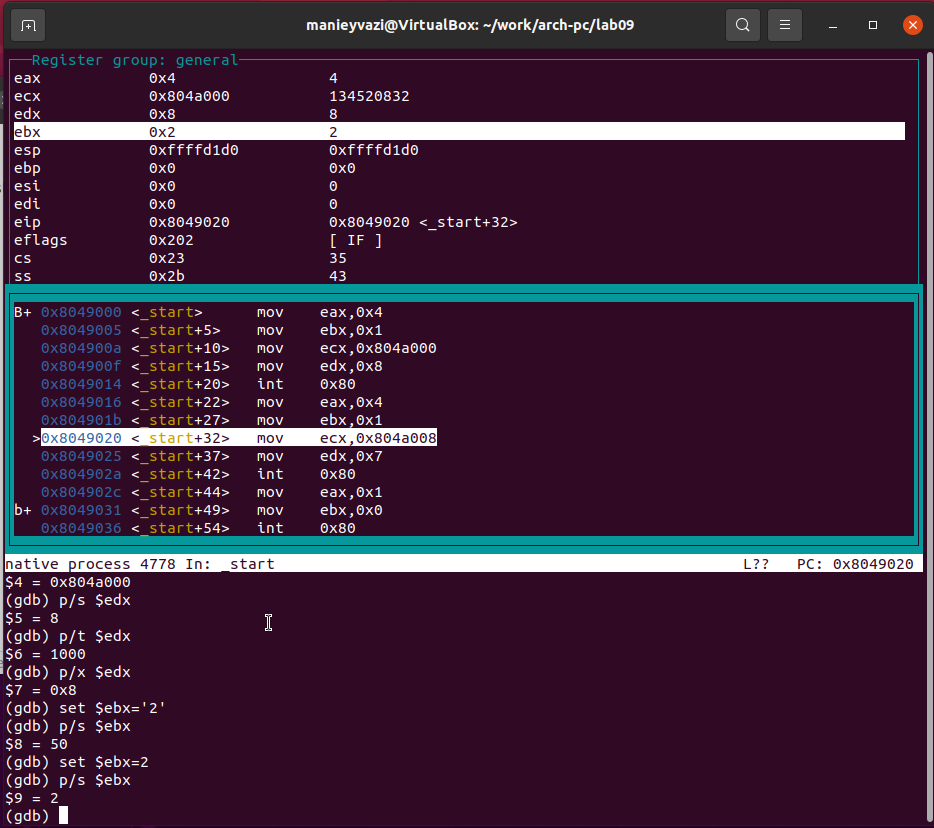 manieyvazi@VirtualBox: ~/work/arch-pc/lab09
Register group: general
eax 0x4 4
ecx 0x804a000 134520832
edx 0x8 8
ebx 0x2 2
esp 0xffffd1d0 0xffffd1d0
ebp 0x0 0x0
esi 0x0 0
edi 0x0 0
eip 0x8049020 0x8049020 <_start+32>
eflags 0x202 [ IF ]
cs 0x23 35
ss 0x2b 43
B+ 0x8049000 <_start> mov eax,0x4
0x8049005 <_start+5> mov ebx,0x1
0x804900a <_start+10> mov ecx,0x804a000
0x804900f <_start+15> mov edx,0x8
0x8049014 <_start+20> int 0x80
0x8049016 <_start+22> mov eax,0x4
0x804901b <_start+27> mov ebx,0x1
>0x8049020 <_start+32> mov ecx,0x804a008
0x8049025 <_start+37> mov edx,0x7
0x804902a <_start+42> int 0x80
0x804902c <_start+44> mov eax,0x1
b+ 0x8049031 <_start+49> mov ebx,0x0
0x8049036 <_start+54> int 0x80
native process 4778 In: _start L?? PC: 0x8049020
$4 = 0x804a000
(gdb) p/s $edx
$5 = 8
(gdb) p/t $edx
$6 = 1000
(gdb) p/x $edx
$7 = 0x8
(gdb) set $ebx='2'
(gdb) p/s $ebx
$8 = 50
(gdb) set $ebx=2
(gdb) p/s $ebx
$9 = 2
(gdb)